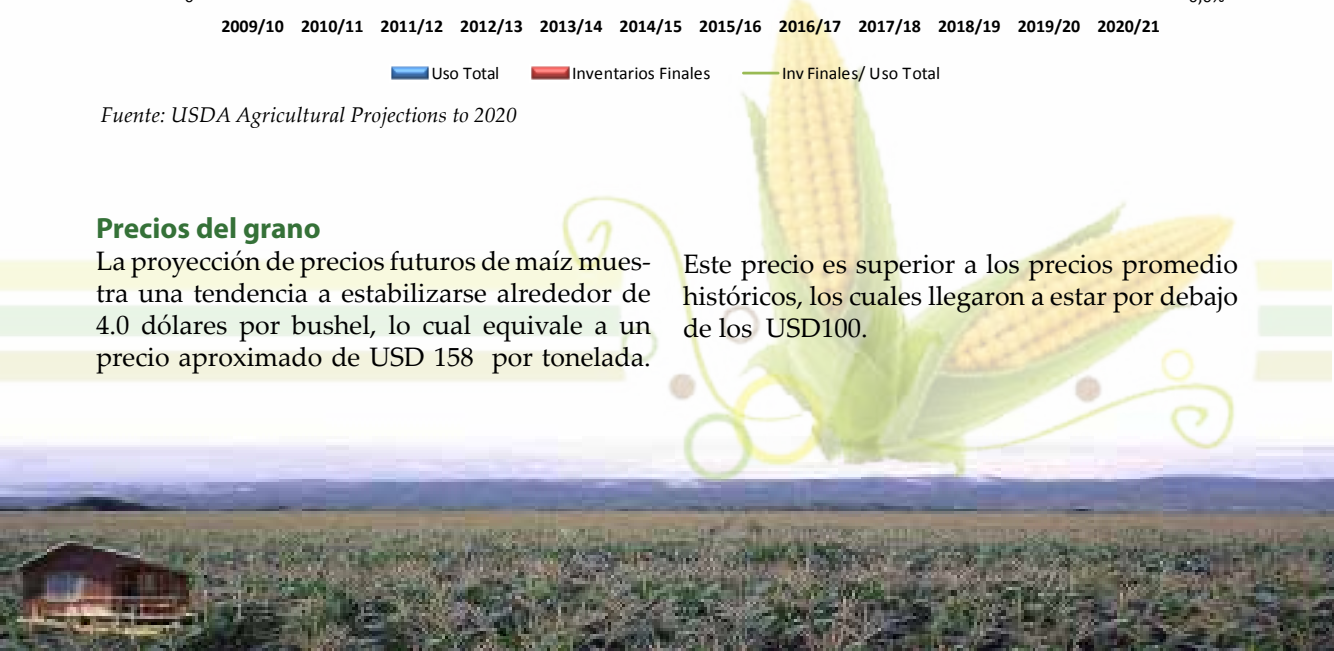 2009/10 2010/11 2011/12 2012/13 2013/14 2014/15 2015/16 2016/17 2017/18 2018/19 2019/20 2020/21
Uso Total Inventarios Finales Inv Finales/ Uso Total
Fuente: USDA Agricultural Projections to 2020
Precios del grano
La proyección de precios futuros de maíz mues-
tra una tendencia a estabilizarse alrededor de
4.0 dólares por bushel, lo cual equivale a un
precio aproximado de USD 158 por tonelada.
Este precio es superior a los precios promedio
históricos, los cuales llegaron a estar por debajo
de los USD100.